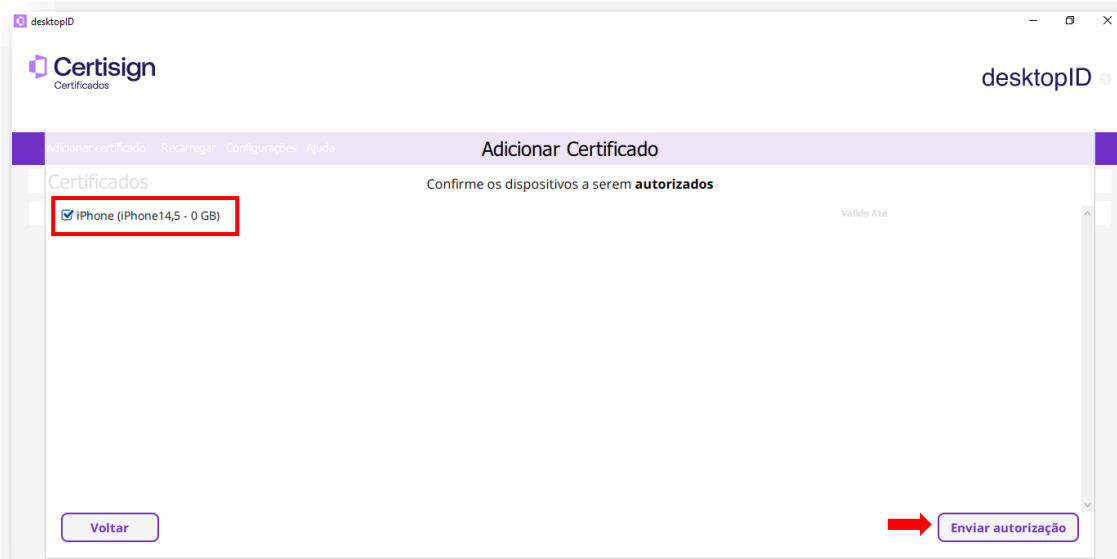 desktopID
Certisign
Certificados
desktopID
Adicionar certificado Recarregar Configurações Ajuda
Adicionar Certificado
Certificados
Confirme os dispositivos a serem autorizados
iPhone (iPhone14,5 - 0 GB)
Válido Até
Voltar
Enviar autorização